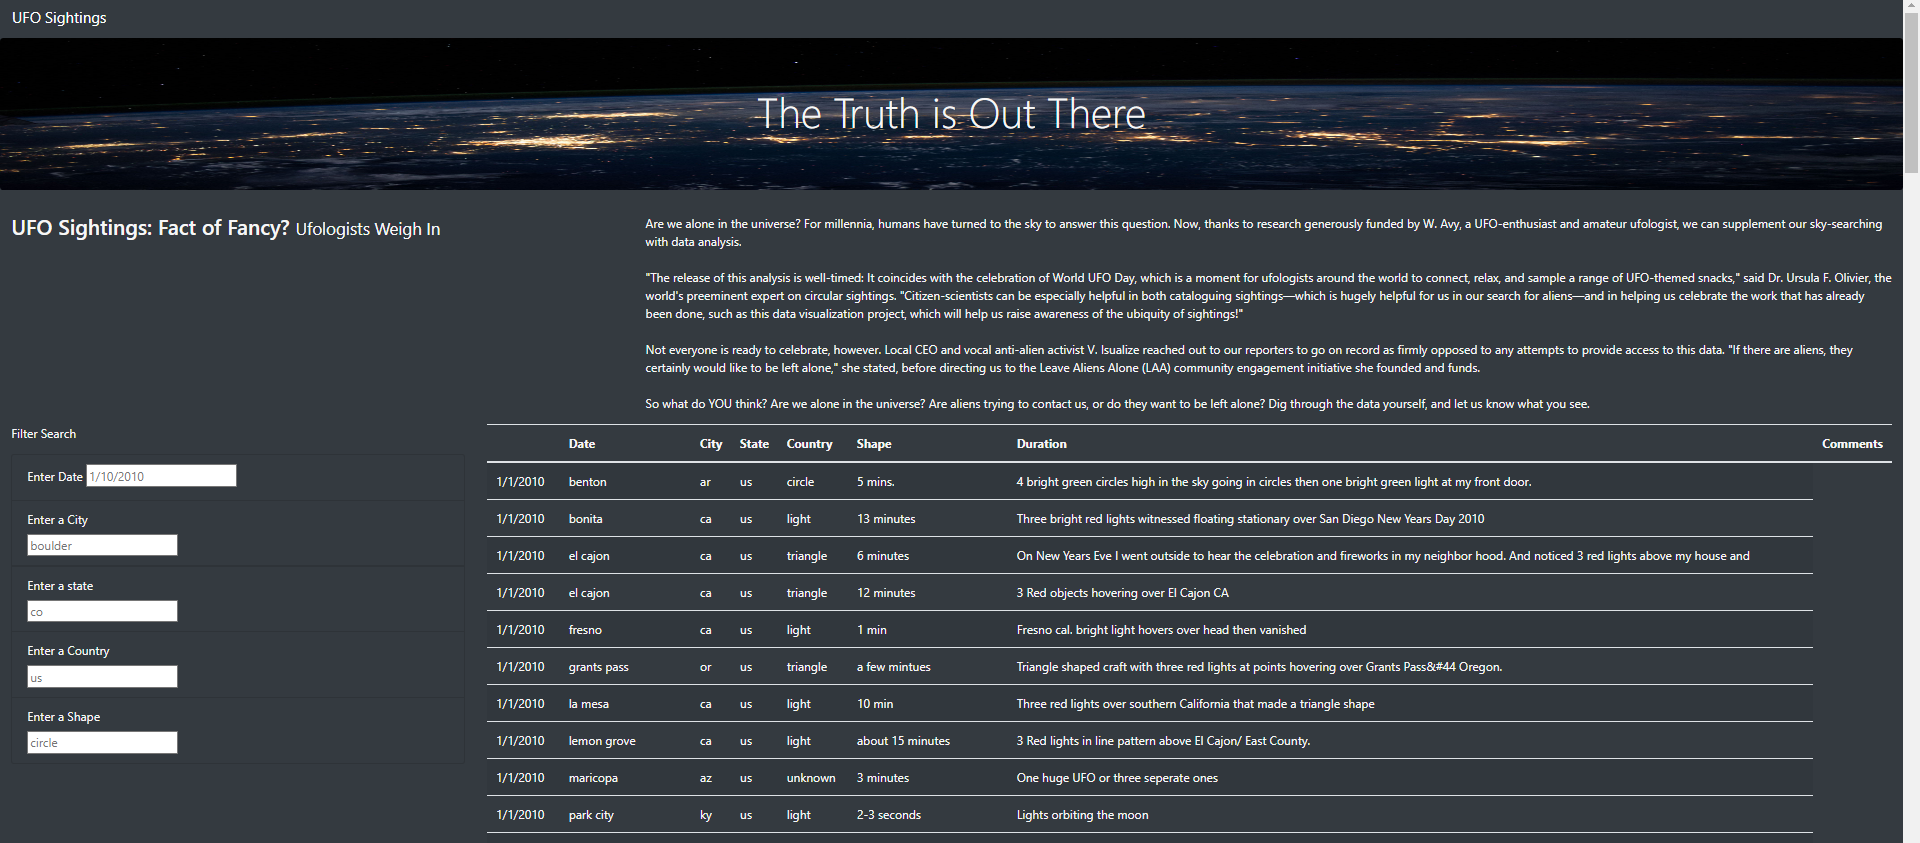 UFO Sightings
The Truth is Out There
UFO Sightings: Fact of Fancy? Ufologists Weigh In
Are we alone in the universe? For millennia, humans have turned to the sky to answer this question. Now, thanks to research generously funded by W. Avy, a UFO-enthusiast and amateur ufologist, we can supplement our sky-searching
with data analysis.
"The release of this analysis is well-timed: It coincides with the celebration of World UFO Day, which is a moment for ufologists around the world to connect, relax, and sample a range of UFO-themed snacks," said Dr. Ursula F. Olivier, the
world's preeminent expert on circular sightings. "Citizen-scientists can be especially helpful in both cataloguing sightings—which is hugely helpful for us in our search for aliens—and in helping us celebrate the work that has already
been done, such as this data visualization project, which will help us raise awareness of the ubiquity of sightings!"
Not everyone is ready to celebrate, however. Local CEO and vocal anti-alien activist V. Isualize reached out to our reporters to go on record as firmly opposed to any attempts to provide access to this data. "If there are aliens, they
certainly would like to be left alone," she stated, before directing us to the Leave Aliens Alone (LAA) community engagement initiative she founded and funds.
So what do YOU think? Are we alone in the universe? Are aliens trying to contact us, or do they want to be left alone? Dig through the data yourself, and let us know what you see.
Filter Search
Enter Date 1/10/2010
Enter a City
boulder
Enter a state
co
Enter a Country
us
Enter a Shape
circle
Date City State Country Shape Duration Comments
1/1/2010 benton ar us circle 5 mins. 4 bright green circles high in the sky going in circles then one bright green light at my front door.
1/1/2010 bonita ca us light 13 minutes Three bright red lights witnessed floating stationary over San Diego New Years Day 2010
1/1/2010 el cajon ca us triangle 6 minutes On New Years Eve I went outside to hear the celebration and fireworks in my neighbor hood. And noticed 3 red lights above my house and
1/1/2010 el cajon ca us triangle 12 minutes 3 Red objects hovering over El Cajon CA
1/1/2010 fresno ca us light 1 min Fresno cal. bright light hovers over head then vanished
1/1/2010 grants pass or us triangle a few mintues Triangle shaped craft with three red lights at points hovering over Grants Pass&#44 Oregon.
1/1/2010 la mesa ca us light 10 min Three red lights over southern California that made a triangle shape
1/1/2010 lemon grove ca us light about 15 minutes 3 Red lights in line pattern above El Cajon/ East County.
1/1/2010 maricopa az us unknown 3 minutes One huge UFO or three seperate ones
1/1/2010 park city ky us light 2-3 seconds Lights orbiting the moon